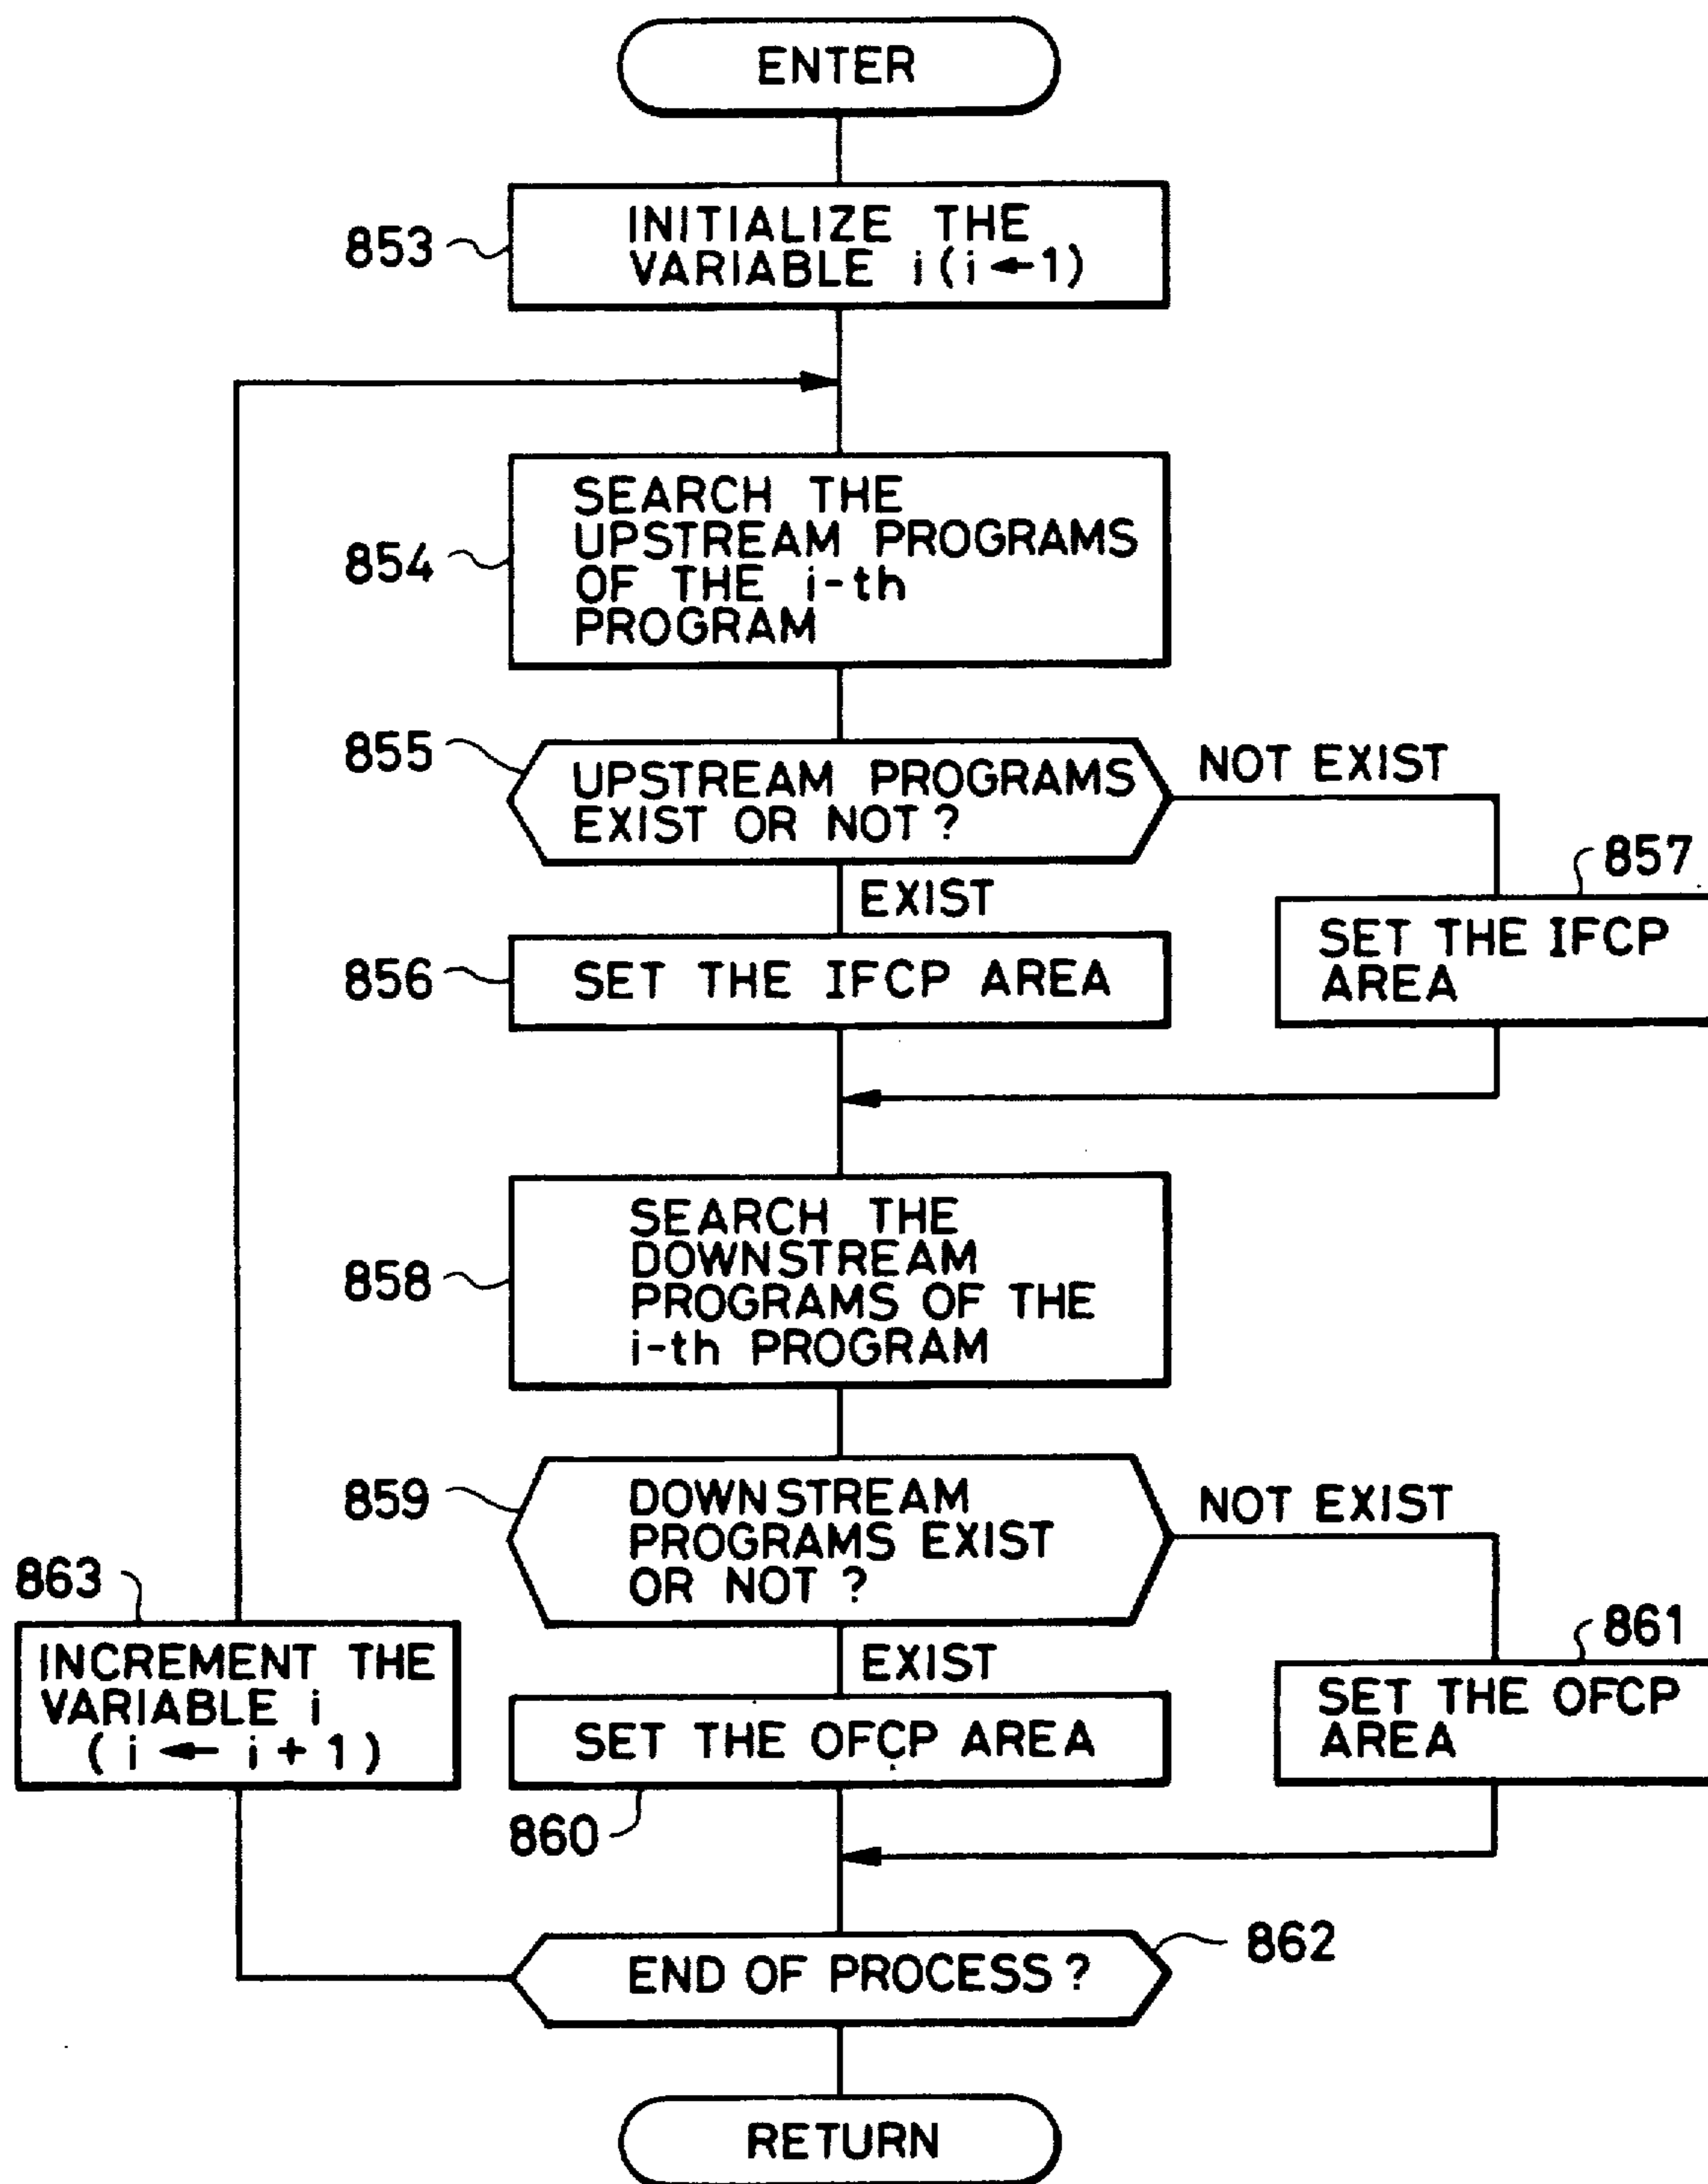 ENTER
853
INITIALIZE THE
VARIABLE i(i←1)
854
SEARCH THE
UPSTREAM PROGRAMS
OF THE i-th
PROGRAM
855
UPSTREAM PROGRAMS
EXIST OR NOT?
NOT EXIST
EXIST
857
SET THE IFCP
AREA
856
SET THE IFCP AREA
858
SEARCH THE
DOWNSTREAM
PROGRAMS OF THE
i-th PROGRAM
859
DOWNSTREAM
PROGRAMS EXIST
OR NOT?
NOT EXIST
EXIST
861
SET THE OFCP
AREA
863
INCREMENT THE
VARIABLE i
(i ← i+1)
SET THE OFCP AREA
860
862
END OF PROCESS?
RETURN